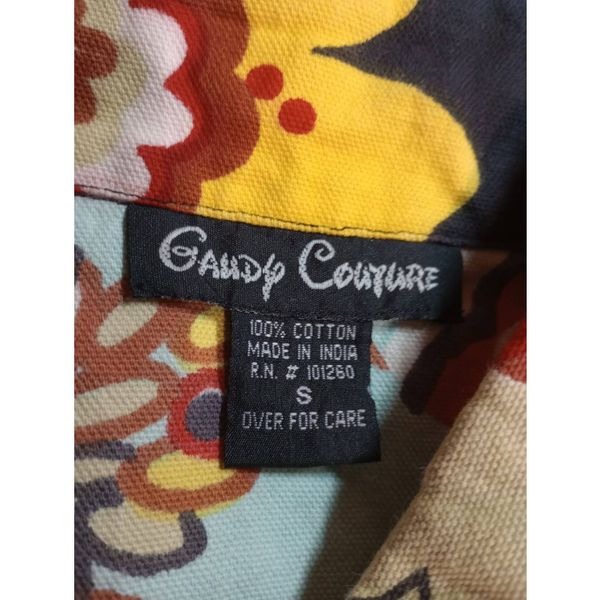 Gaudy Couture
100% COTTON
MADE IN INDIA
R.N. # 101260
S
OVER FOR CARE